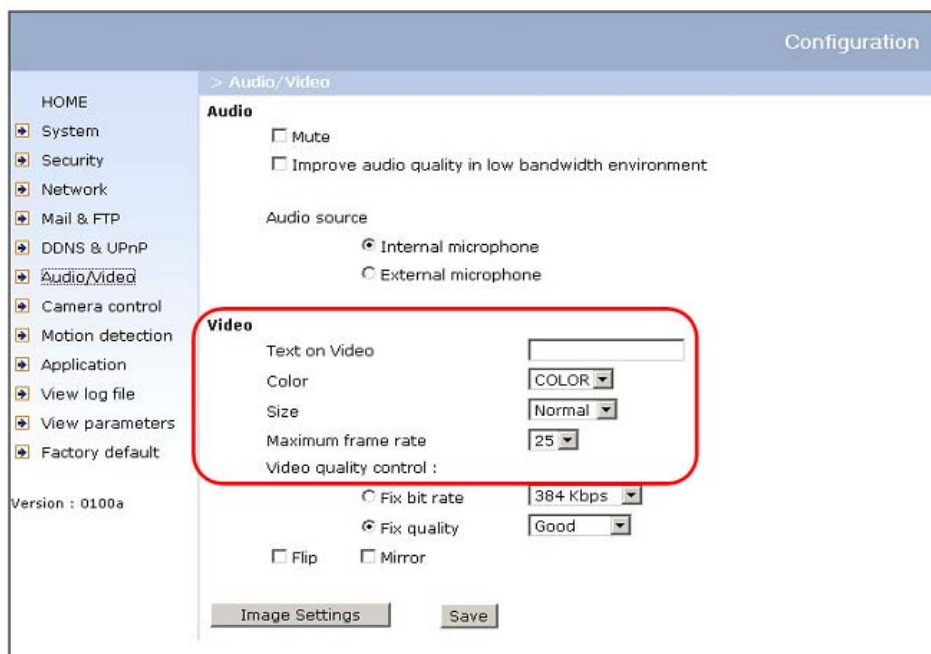 Configuration
> Audio/Video
HOME
System
Security
Network
Mail & FTP
DDNS & UPnP
Audio/Video
Camera control
Motion detection
Application
View log file
View parameters
Factory default
Version : 0100a
Audio
Mute
Improve audio quality in low bandwidth environment
Audio source
Internal microphone
External microphone
Video
Text on Video
Color COLOR
Size Normal
Maximum frame rate 25
Video quality control :
Fix bit rate 384 Kbps
Fix quality Good
Flip Mirror
Image Settings Save